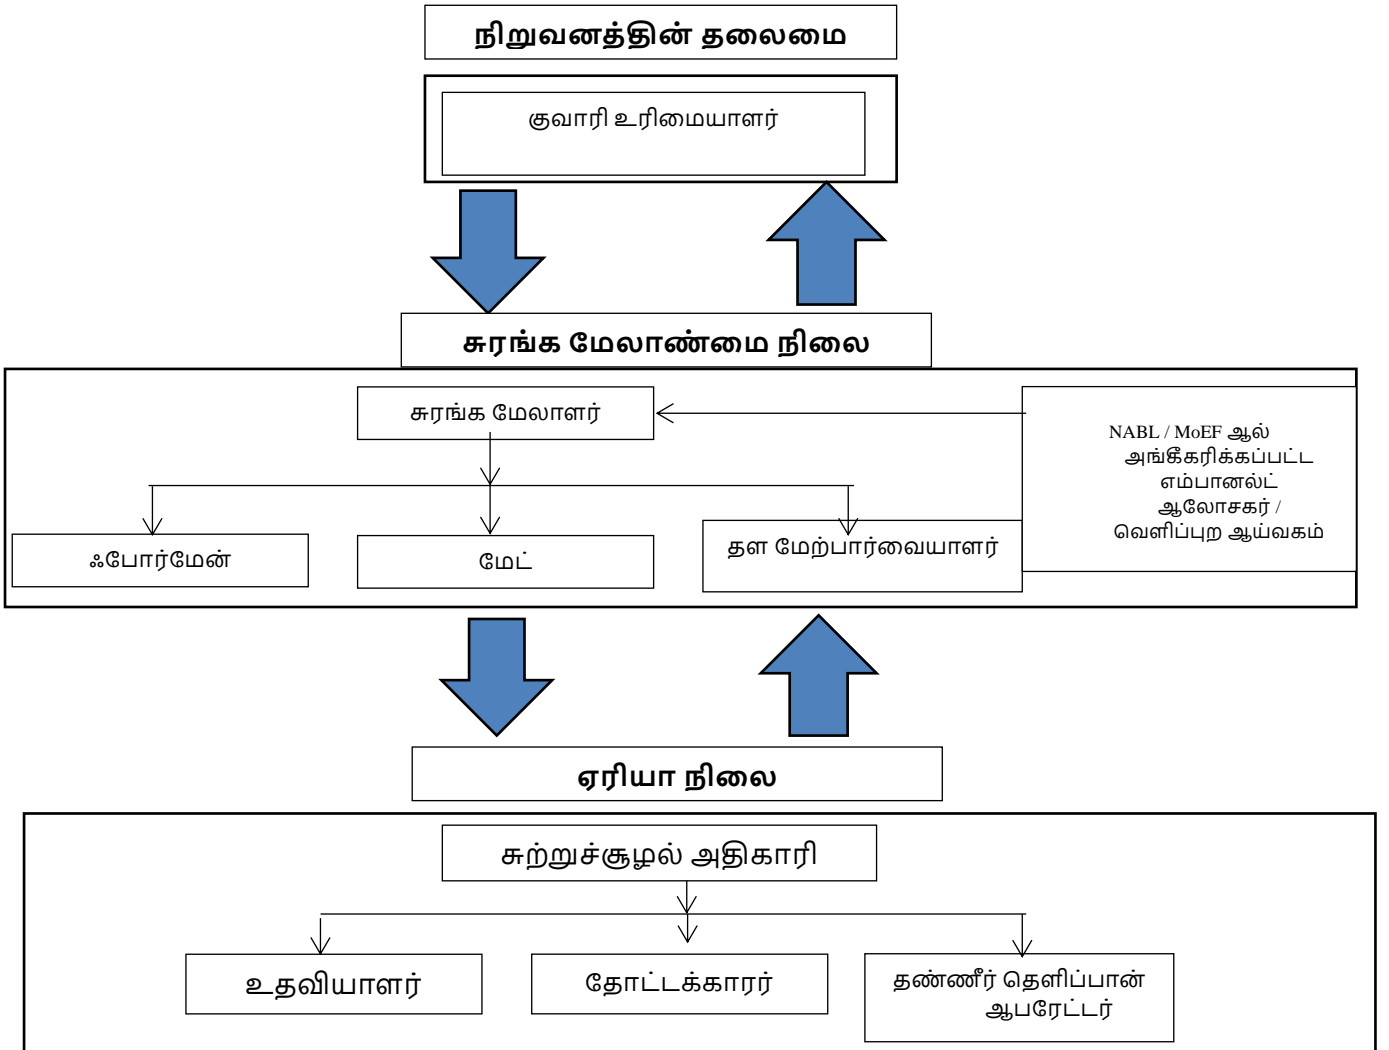 நிறுவனத்தின் தலைமை
குவாரி உரிமையாளர்
சுரங்க மேலாண்மை நிலை
சுரங்க மேலாளர்
NABL / MoEF ஆல்
அங்கீகரிக்கப்பட்ட
எம்பானல்ட்
ஆலோசகர் /
வெளிப்புற ஆய்வகம்
ஃபோர்மேன்
மேட்
தள மேற்பார்வையாளர்
ஏரியா நிலை
சுற்றுச்சூழல் அதிகாரி
உதவியாளர்
தோட்டக்காரர்
தண்ணீர் தெளிப்பான்
ஆபரேட்டர்